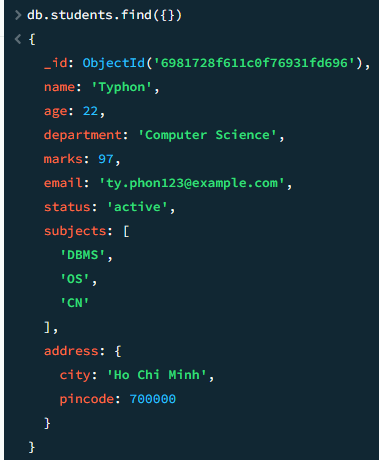 > db.students.find({})
< {
_id: ObjectId('6981728f611c0f76931fd696'),
name: 'Typhon',
age: 22,
department: 'Computer Science',
marks: 97,
email: 'ty.phon123@example.com',
status: 'active',
subjects: [
'DBMS',
'OS',
'CN'
],
address: {
city: 'Ho Chi Minh',
pincode: 700000
}
}